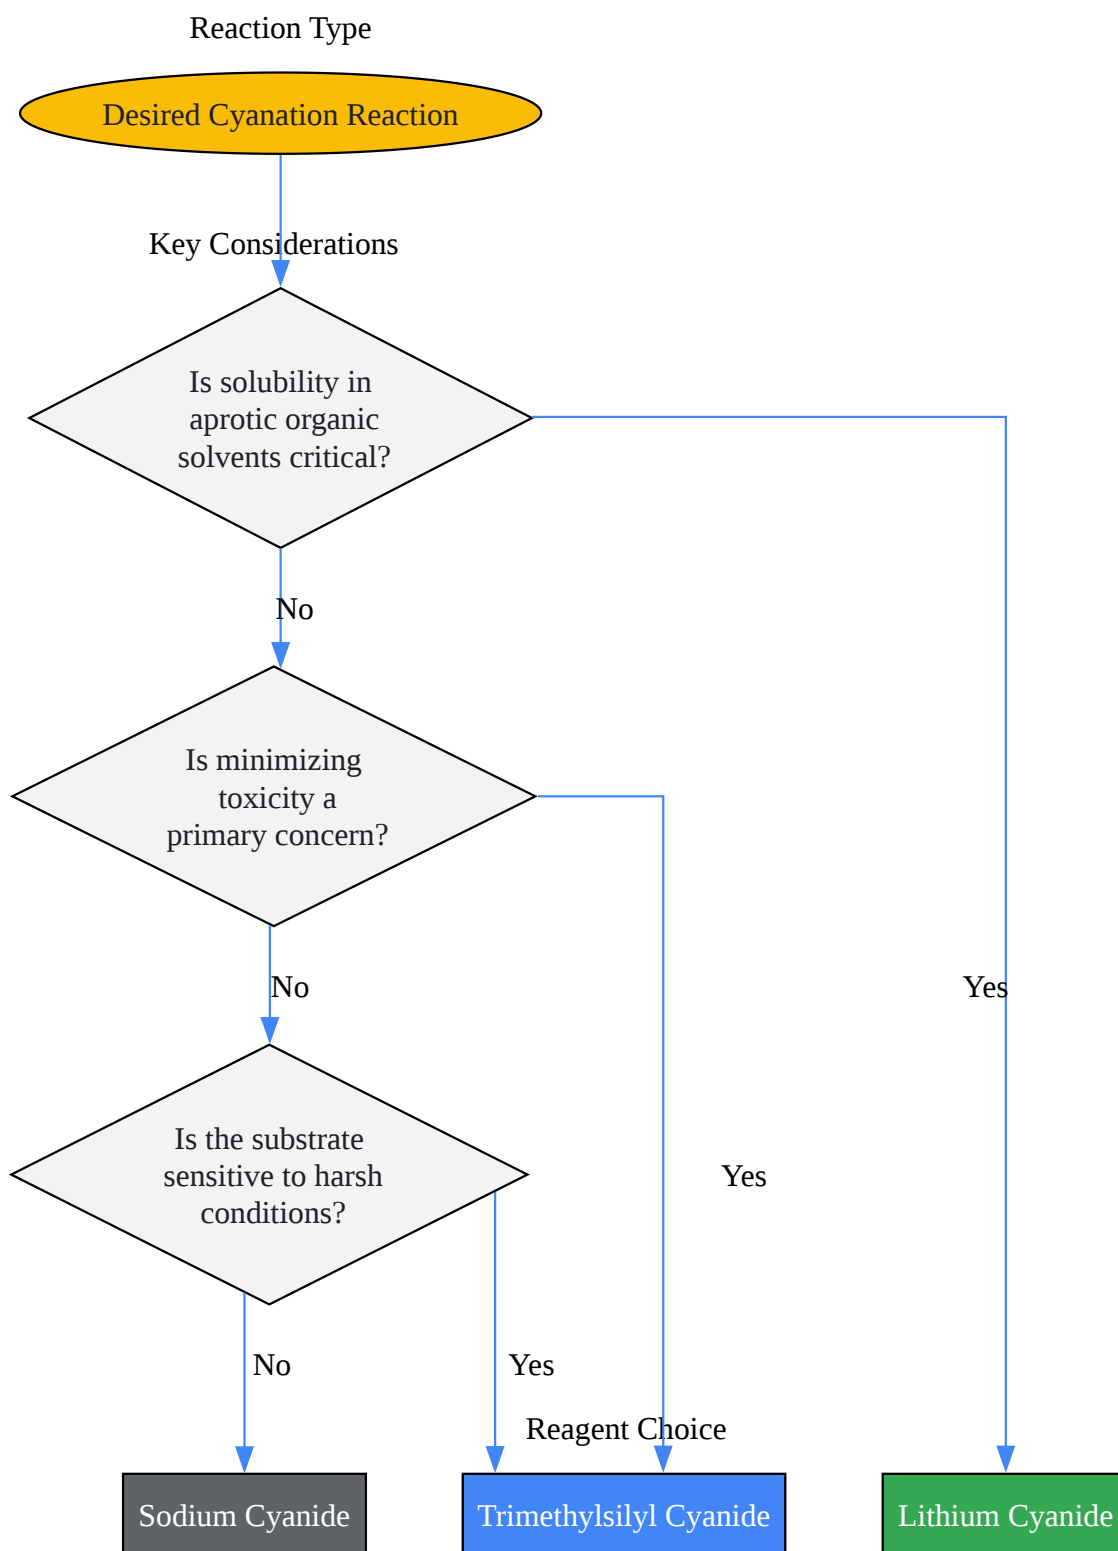 Reaction Type
Desired Cyanation Reaction
Key Considerations
Is solubility in
aprotic organic
solvents critical?
No
Is minimizing
toxicity a
primary concern?
No
Yes
Is the substrate
sensitive to harsh
conditions?
Yes
No
Yes
Reagent Choice
Sodium Cyanide
Trimethylsilyl Cyanide
Lithium Cyanide